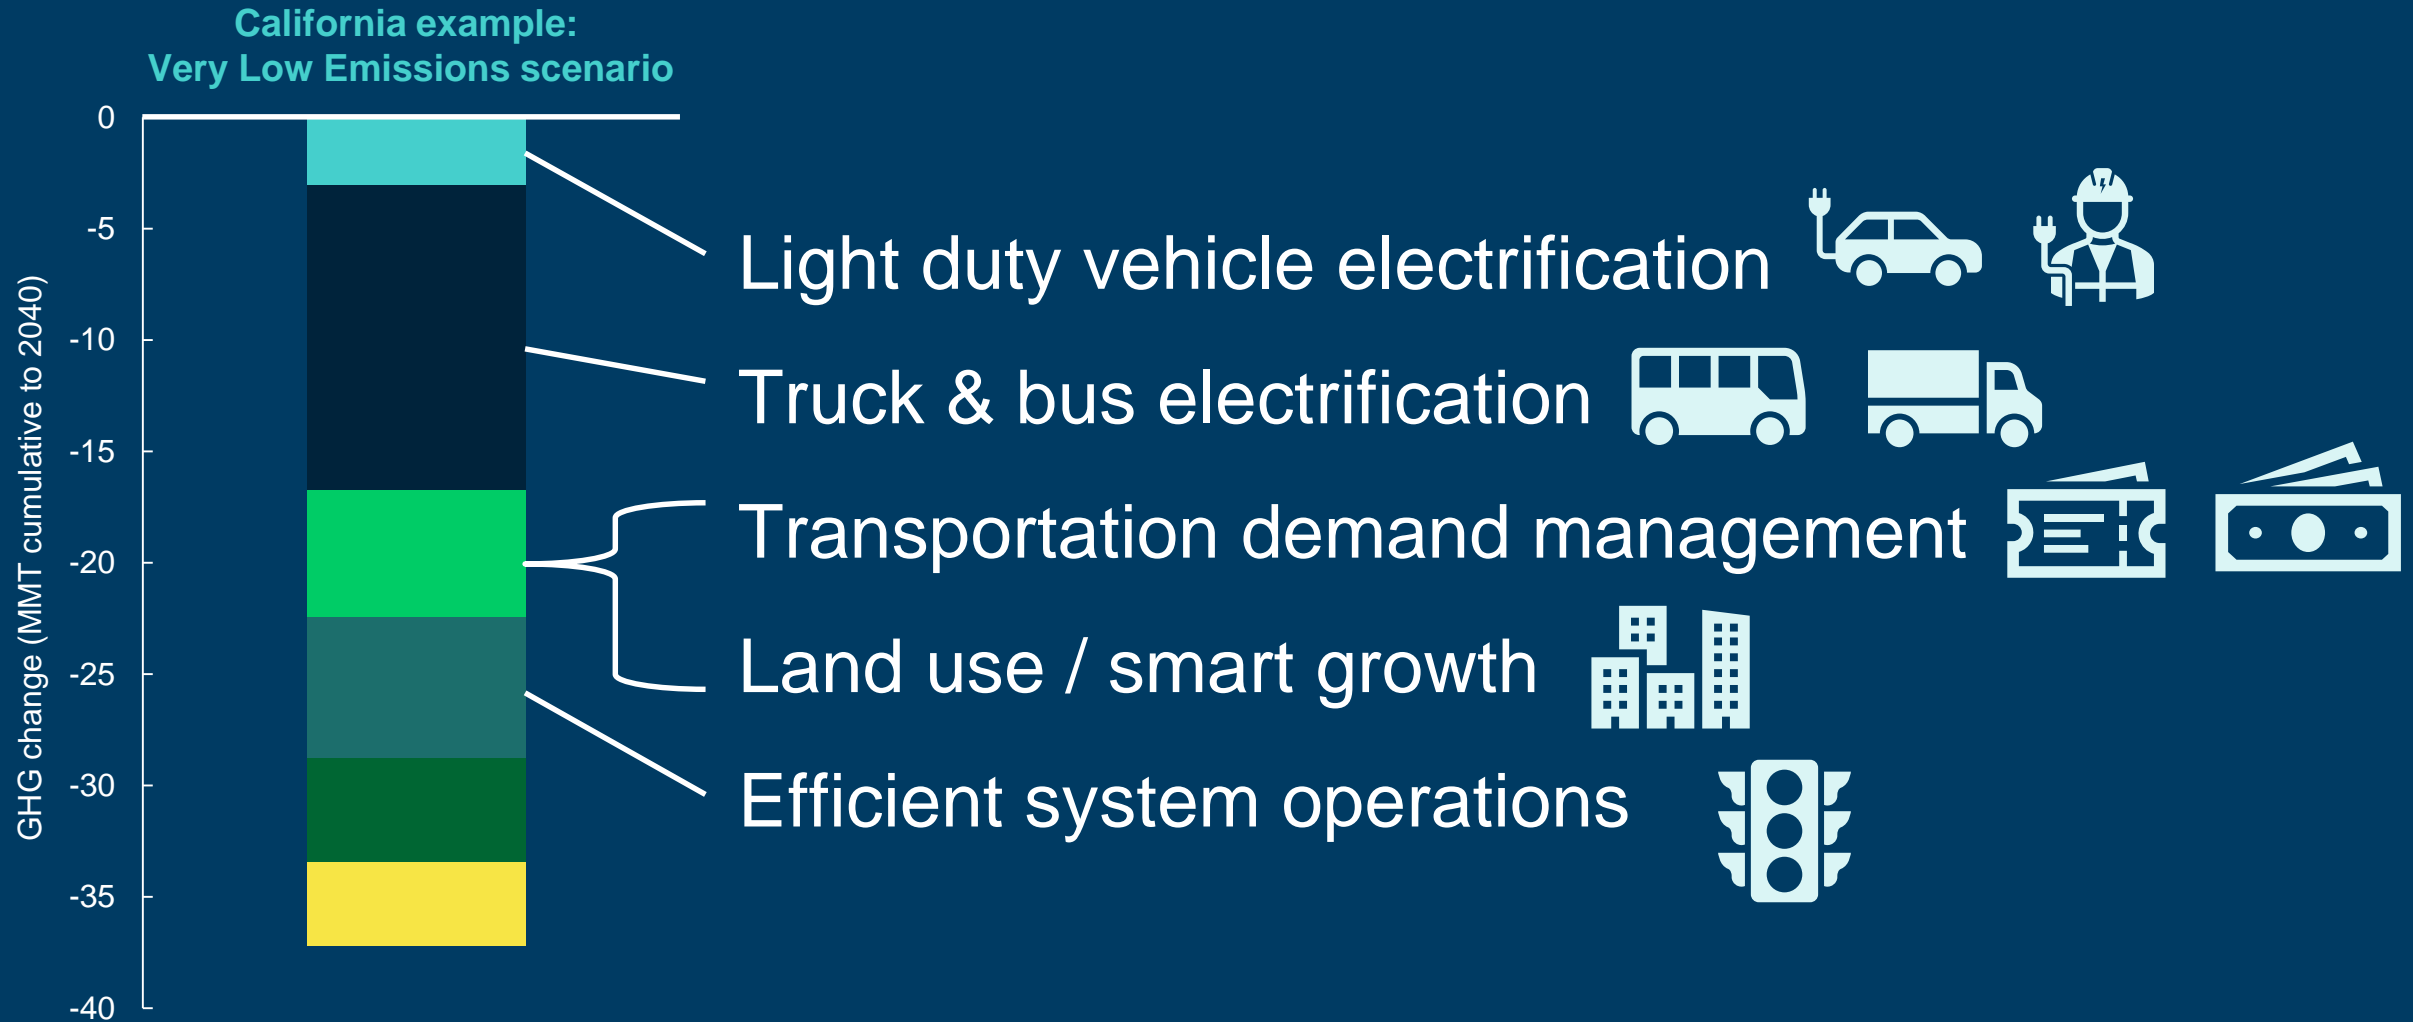 California example:
Very Low Emissions scenario
GHG change (MMT cumulative to 2040)
0
-5
-10
-15
-20
-25
-30
-35
-40
Light duty vehicle electrification
Truck & bus electrification
Transportation demand management
Land use / smart growth
Efficient system operations